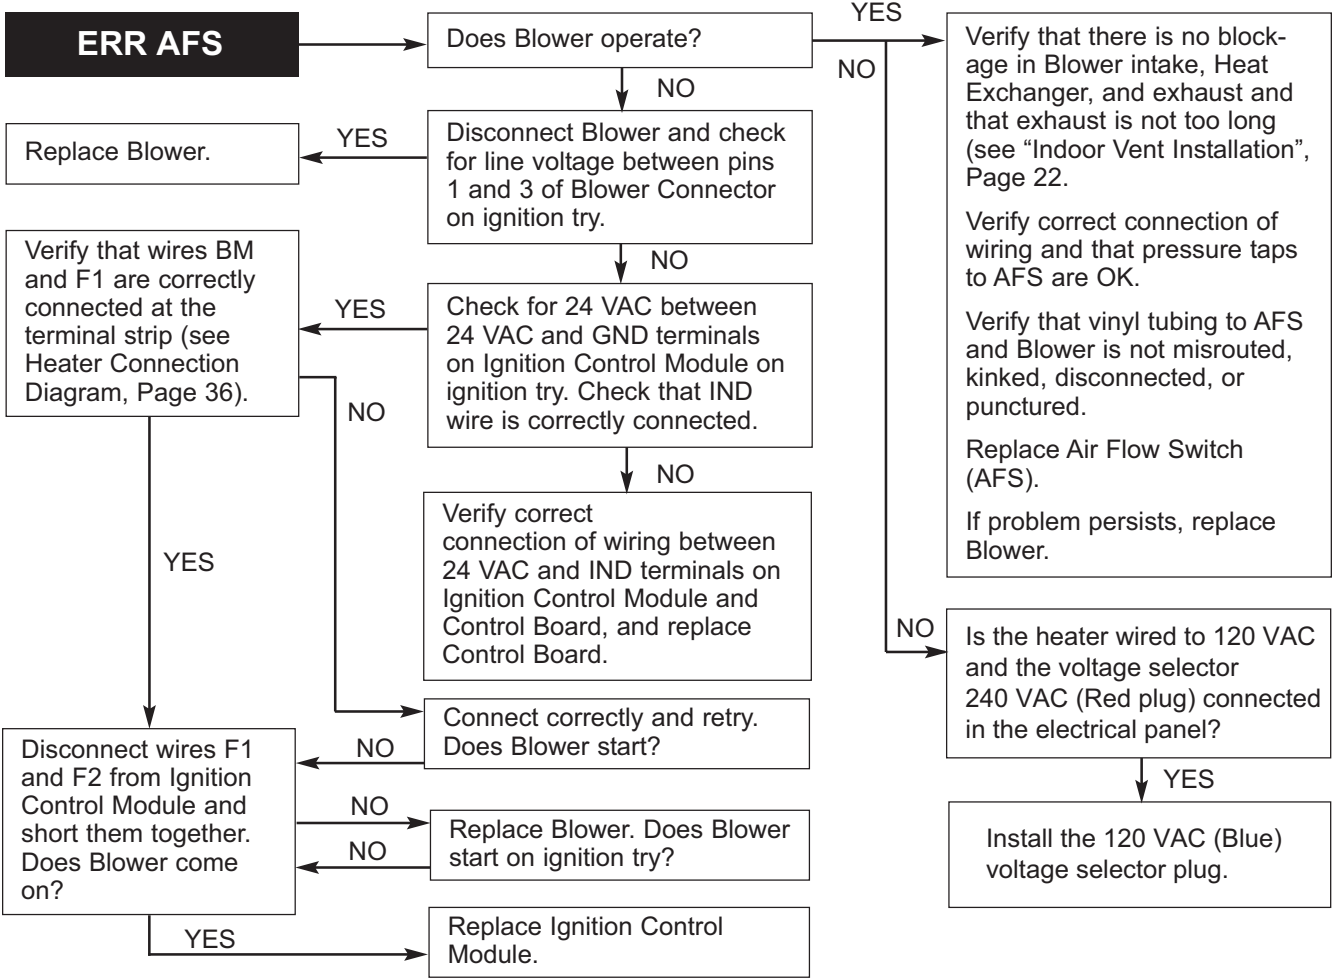 ERR AFS
Does Blower operate?
YES
NO
NO
Verify that there is no block-
age in Blower intake, Heat
Exchanger, and exhaust and
that exhaust is not too long
(see “Indoor Vent Installation”,
Page 22.
Verify correct connection of
wiring and that pressure taps
to AFS are OK.
Verify that vinyl tubing to AFS
and Blower is not misrouted,
kinked, disconnected, or
punctured.
Replace Air Flow Switch
(AFS).
If problem persists, replace
Blower.
Replace Blower.
YES
Disconnect Blower and check
for line voltage between pins
1 and 3 of Blower Connector
on ignition try.
NO
Verify that wires BM
and F1 are correctly
connected at the
terminal strip (see
Heater Connection
Diagram, Page 36).
YES
Check for 24 VAC between
24 VAC and GND terminals
on Ignition Control Module on
ignition try. Check that IND
wire is correctly connected.
NO
NO
Verify correct
connection of wiring between
24 VAC and IND terminals on
Ignition Control Module and
Control Board, and replace
Control Board.
YES
NO
Is the heater wired to 120 VAC
and the voltage selector
240 VAC (Red plug) connected
in the electrical panel?
YES
Install the 120 VAC (Blue)
voltage selector plug.
Connect correctly and retry.
Does Blower start?
NO
Disconnect wires F1
and F2 from Ignition
Control Module and
short them together.
Does Blower come
on?
NO
NO
Replace Blower. Does Blower
start on ignition try?
YES
Replace Ignition Control
Module.